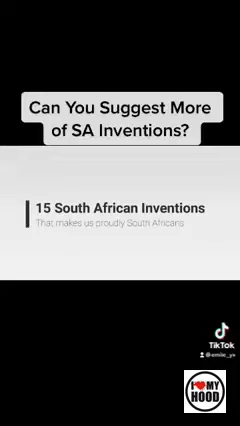 Can You Suggest More
of SA Inventions?
15 South African Inventions
That makes us proudly South Africans
TikTok
@emile_yx
I ❤ MY
HOOD